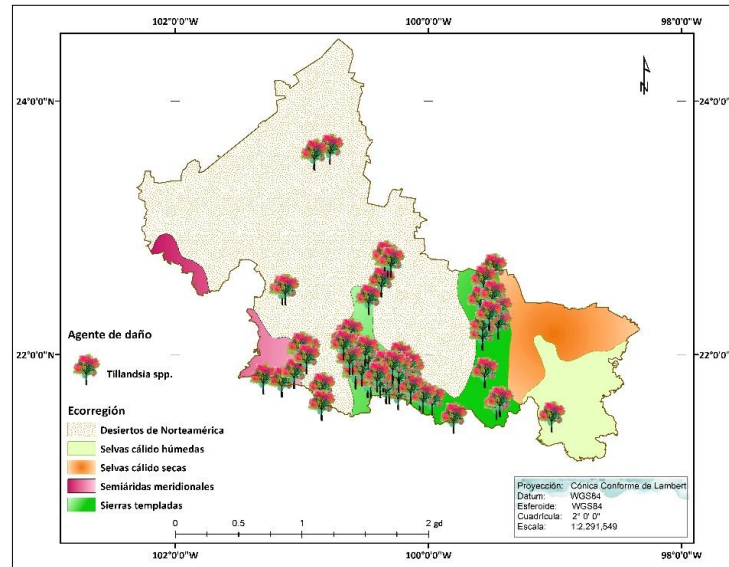 102°0'0"W
100°0'0"W
98°0'0"W
24°0'0"N
24°0'0"N
N
22°0'0"N
22°0'0"N
Agente de daño
Tillandsia spp.
Ecorregión
Desiertos de Norteamérica
Selvas cálido húmedas
Selvas cálido secas
Semiáridas meridionales
Sierras templadas
0 0.5 1 2 gd
Proyección: Cónica Conforme de Lambert
Datum: WGS84
Esferoide: WGS84
Cuadrícula: 2° 0' 0"
Escala: 1:2.291,549
102°0'0"W
100°0'0"W
98°0'0"W